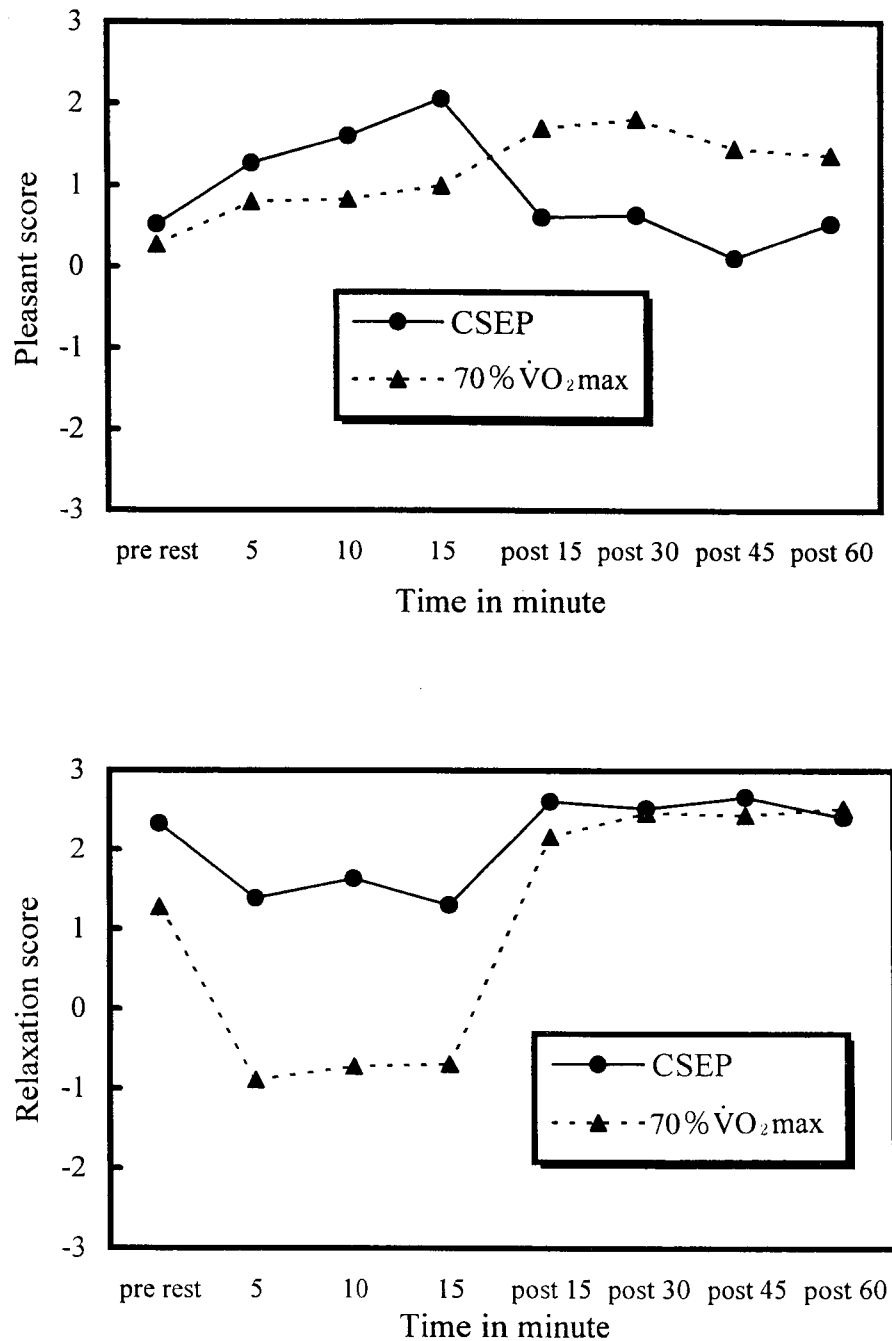 3
2
1
0
-1
-2
-3
Pleasant score
CSEP
70%V̇O₂max
pre rest 5 10 15 post 15 post 30 post 45 post 60
Time in minute
3
2
1
0
-1
-2
-3
Relaxation score
CSEP
70%V̇O₂max
pre rest 5 10 15 post 15 post 30 post 45 post 60
Time in minute